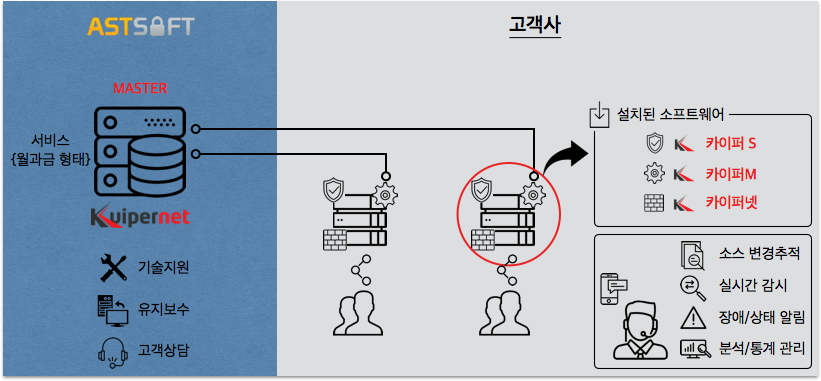 ASTSOFT
MASTER
서비스
{월과금 형태}
Kuipernet
기술지원
유지보수
고객상담
고객사
설치된 소프트웨어
카이퍼 S
카이퍼M
카이퍼넷
소스 변경추적
실시간 감시
장애/상태 알림
분석/통계 관리